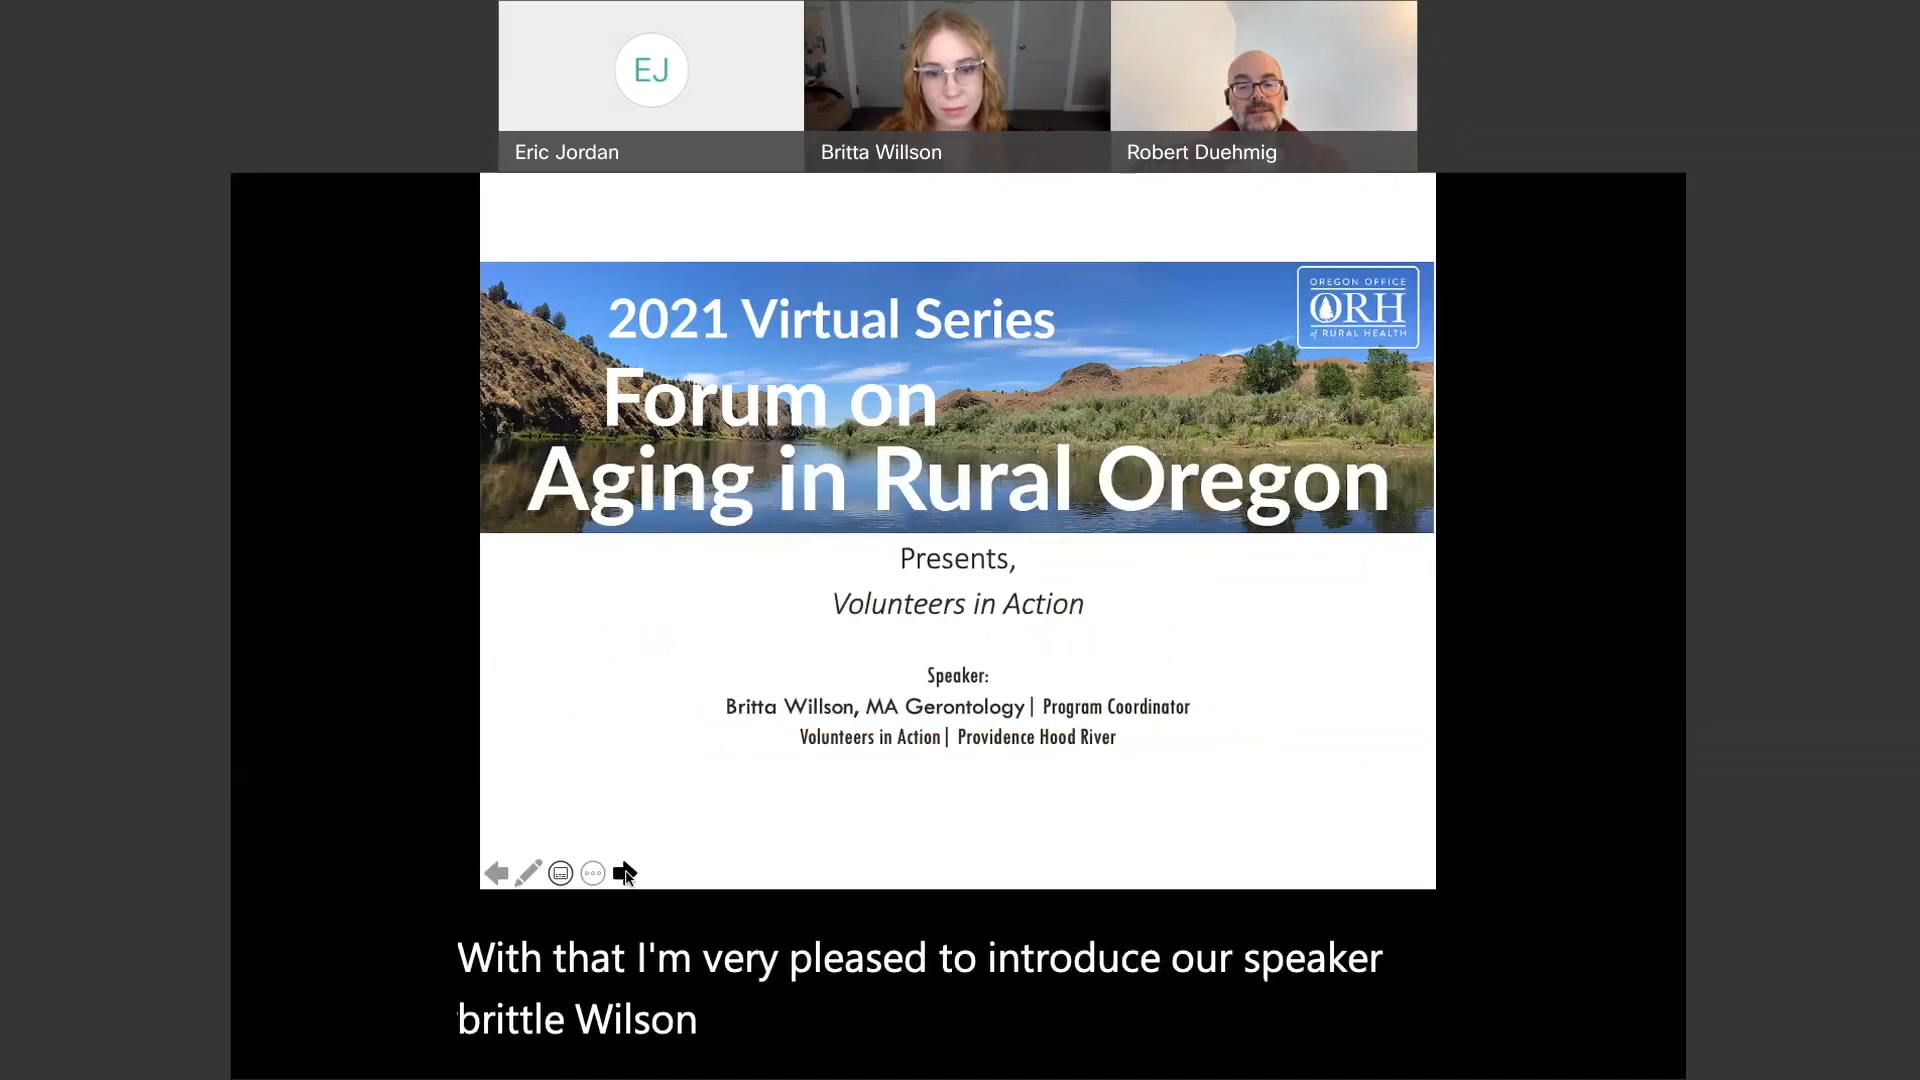 EJ
Eric Jordan
Britta Willson
Robert Duehmig
2021 Virtual Series
OREGON OFFICE
ORH
of RURAL HEALTH
Forum on
Aging in Rural Oregon
Presents,
Volunteers in Action
Speaker:
Britta Willson, MA Gerontology| Program Coordinator
Volunteers in Action| Providence Hood River
With that I'm very pleased to introduce our speaker
brittle Wilson